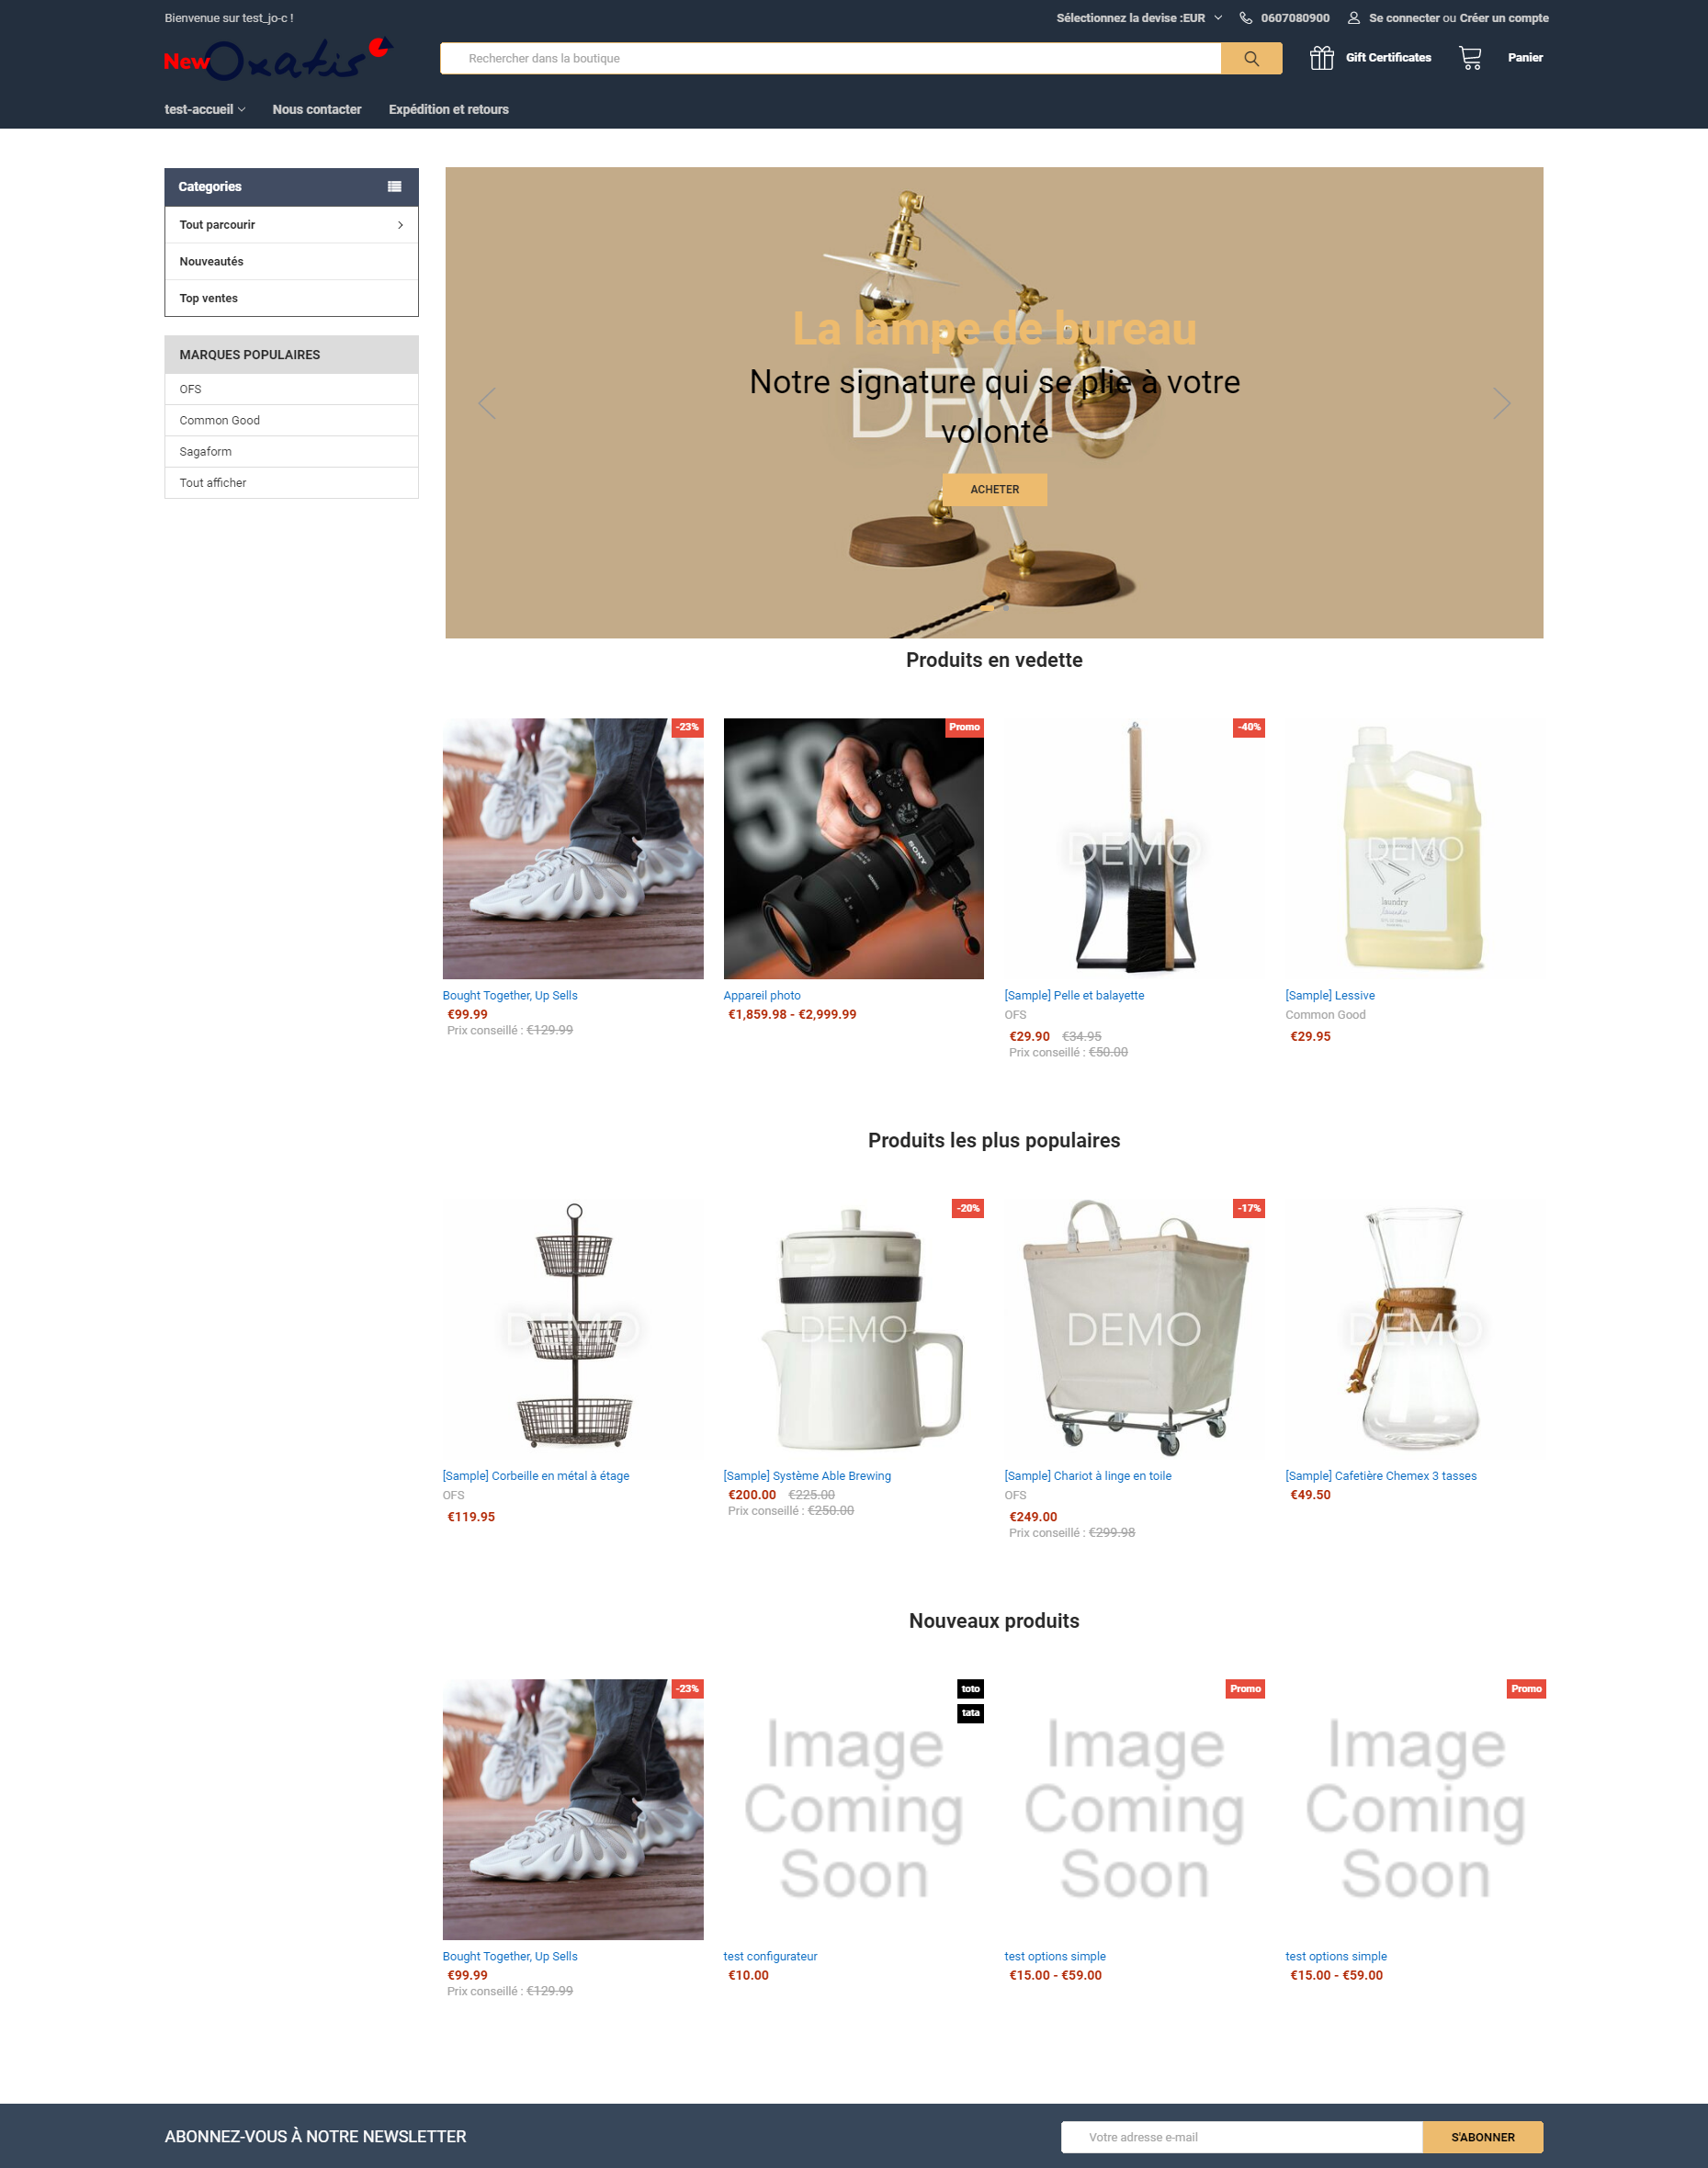 Bienvenue sur test_jo-c !
Sélectionnez la devise :EUR
0607080900
Se connecter ou Créer un compte
New Oxatis
Rechercher dans la boutique
Gift Certificates
Panier
test-accueil
Nous contacter
Expédition et retours
Categories
Tout parcourir
Nouveautés
Top ventes
MARQUES POPULAIRES
OFS
Common Good
Sagaform
Tout afficher
La lampe de bureau
Notre signature qui se plie à votre
volonté
DEMO
ACHETER
Produits en vedette
-23%
Promo
-40%
59
SONY
DEMO
DEMO
laundry
Bought Together, Up Sells
€99.99
Prix conseillé : €129.99
Appareil photo
€1,859.98 - €2,999.99
[Sample] Pelle et balayette
OFS
€29.90 €34.95
Prix conseillé : €50.00
[Sample] Lessive
Common Good
€29.95
Produits les plus populaires
-20%
-17%
DEMO
DEMO
DEMO
DEMO
[Sample] Corbeille en métal à étage
OFS
€119.95
[Sample] Système Able Brewing
€200.00 €225.00
Prix conseillé : €250.00
[Sample] Chariot à linge en toile
OFS
€249.00
Prix conseillé : €299.98
[Sample] Cafetière Chemex 3 tasses
€49.50
Nouveaux produits
-23%
toto
tata
Promo
Promo
Image
Coming
Soon
Image
Coming
Soon
Image
Coming
Soon
Bought Together, Up Sells
€99.99
Prix conseillé : €129.99
test configurateur
€10.00
test options simple
€15.00 - €59.00
test options simple
€15.00 - €59.00
ABONNEZ-VOUS À NOTRE NEWSLETTER
Votre adresse e-mail
S'ABONNER